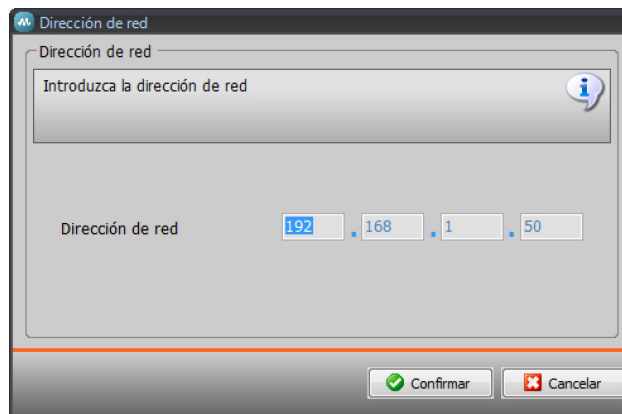 Dirección de red
Dirección de red
Introduzca la dirección de red
Dirección de red 192 . 168 . 1 . 50
Confirmar Cancelar